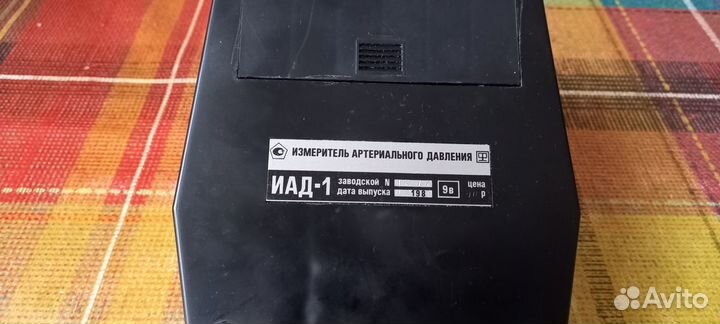 ИЗМЕРИТЕЛЬ АРТЕРИАЛЬНОГО ДАВЛЕНИЯ
ИАД-1 заводской N
дата выпуска 198 9в цена р
Avito